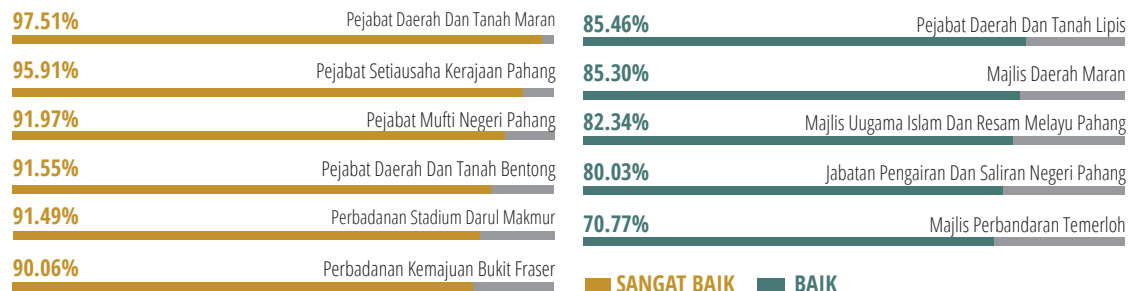 97.51% Pejabat Daerah Dan Tanah Maran
95.91% Pejabat Setiausaha Kerajaan Pahang
91.97% Pejabat Mufti Negeri Pahang
91.55% Pejabat Daerah Dan Tanah Bentong
91.49% Perbadanan Stadium Darul Makmur
90.06% Perbadanan Kemajuan Bukit Fraser
85.46% Pejabat Daerah Dan Tanah Lipis
85.30% Majlis Daerah Maran
82.34% Majlis Uugama Islam Dan Resam Melayu Pahang
80.03% Jabatan Pengairan Dan Saliran Negeri Pahang
70.77% Majlis Perbandaran Temerloh
SANGAT BAIK BAIK